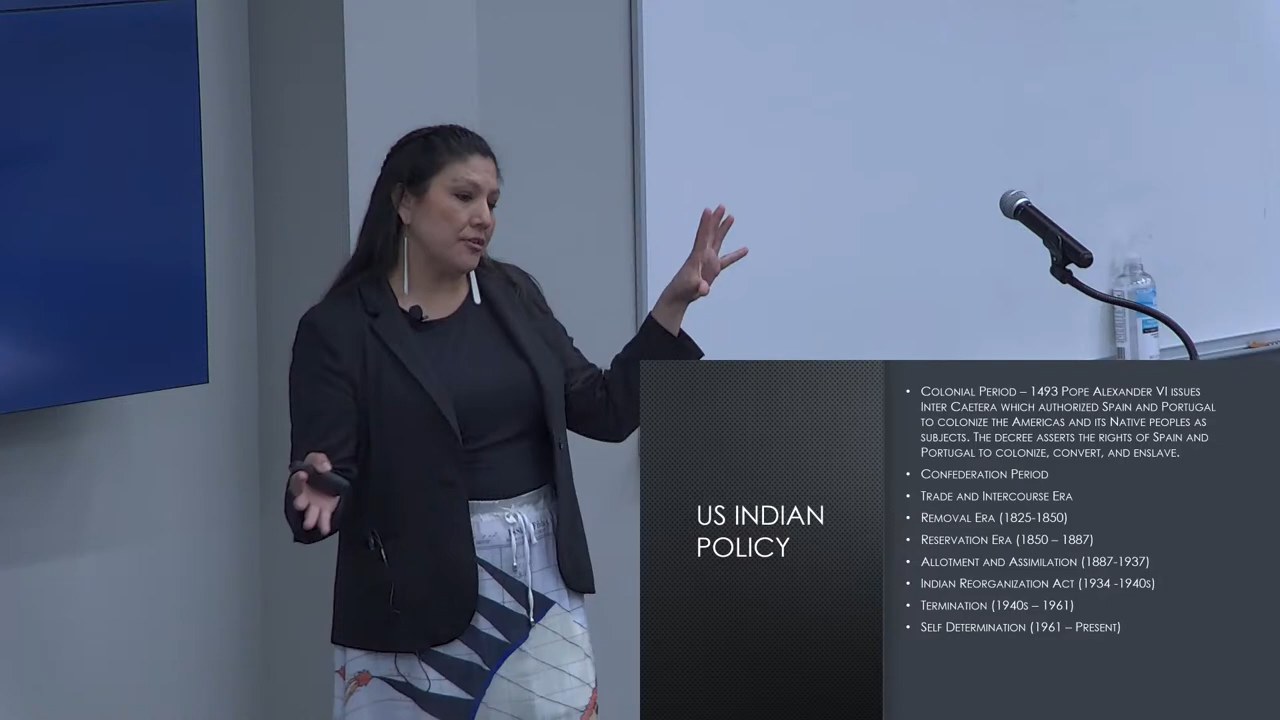 US INDIAN
POLICY
• COLONIAL PERIOD – 1493 POPE ALEXANDER VI ISSUES
INTER CAETERA WHICH AUTHORIZED SPAIN AND PORTUGAL
TO COLONIZE THE AMERICAS AND ITS NATIVE PEOPLES AS
SUBJECTS. THE DECREE ASSERTS THE RIGHTS OF SPAIN AND
PORTUGAL TO COLONIZE, CONVERT, AND ENSLAVE.
• CONFEDERATION PERIOD
• TRADE AND INTERCOURSE ERA
• REMOVAL ERA (1825-1850)
• RESERVATION ERA (1850 – 1887)
• ALLOTMENT AND ASSIMILATION (1887-1937)
• INDIAN REORGANIZATION ACT (1934 -1940S)
• TERMINATION (1940S – 1961)
• SELF DETERMINATION (1961 – PRESENT)